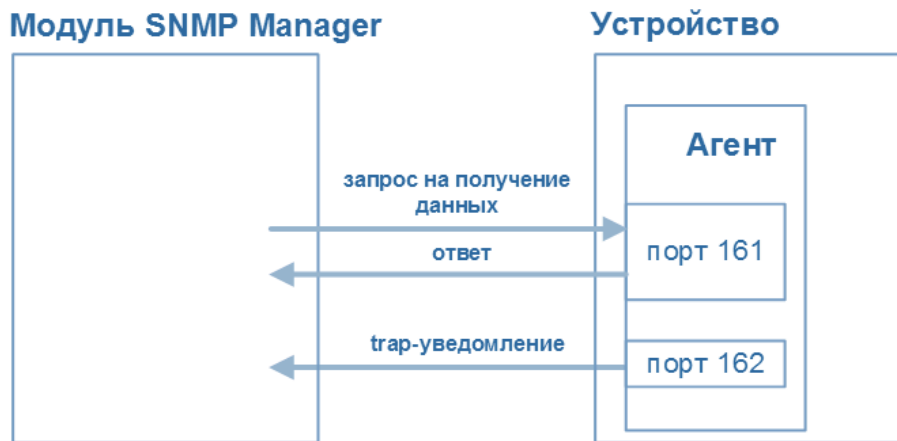 Модуль SNMP Manager
Устройство
Агент
запрос на получение
данных
порт 161
ответ
trap-уведомление
порт 162